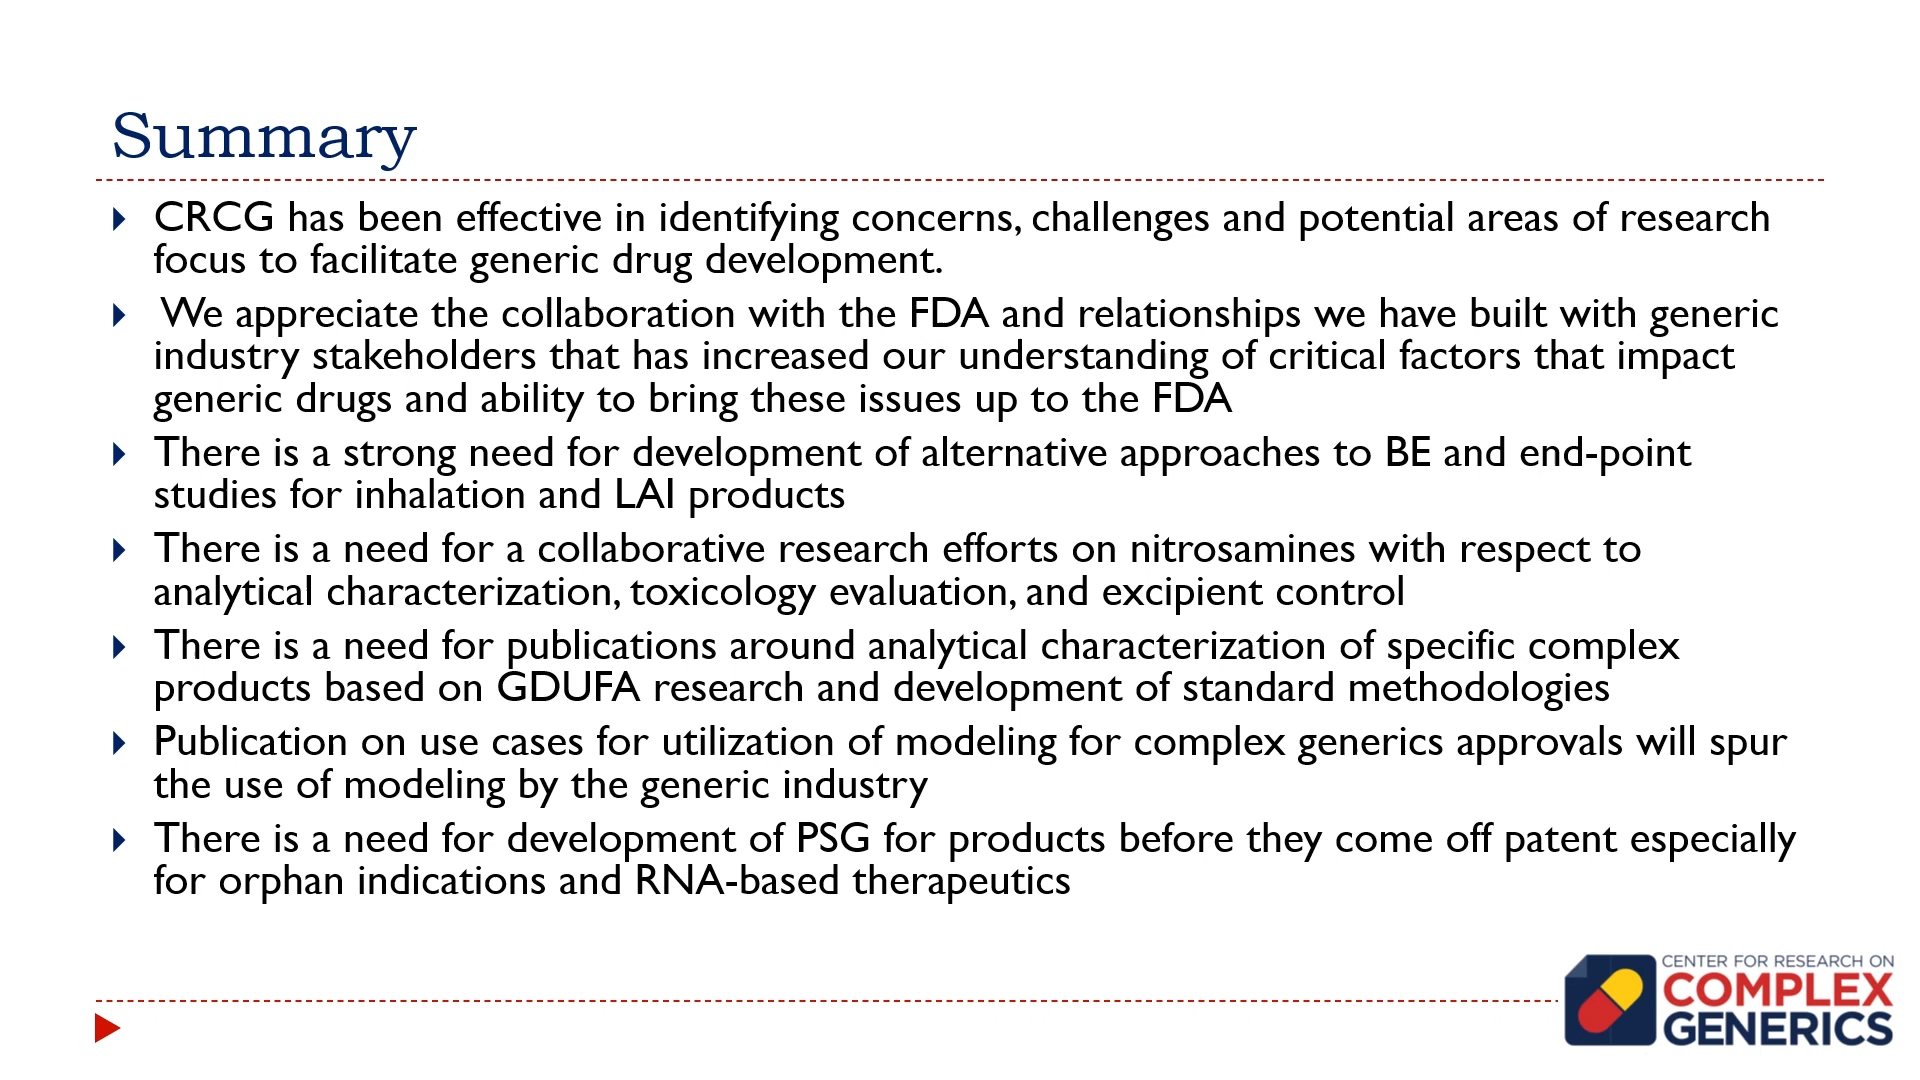 Summary
CRCG has been effective in identifying concerns, challenges and potential areas of research
focus to facilitate generic drug development.
We appreciate the collaboration with the FDA and relationships we have built with generic
industry stakeholders that has increased our understanding of critical factors that impact
generic drugs and ability to bring these issues up to the FDA
There is a strong need for development of alternative approaches to BE and end-point
studies for inhalation and LAI products
There is a need for a collaborative research efforts on nitrosamines with respect to
analytical characterization, toxicology evaluation, and excipient control
There is a need for publications around analytical characterization of specific complex
products based on GDUFA research and development of standard methodologies
Publication on use cases for utilization of modeling for complex generics approvals will spur
the use of modeling by the generic industry
There is a need for development of PSG for products before they come off patent especially
for orphan indications and RNA-based therapeutics
CENTER FOR RESEARCH ON
COMPLEX
GENERICS